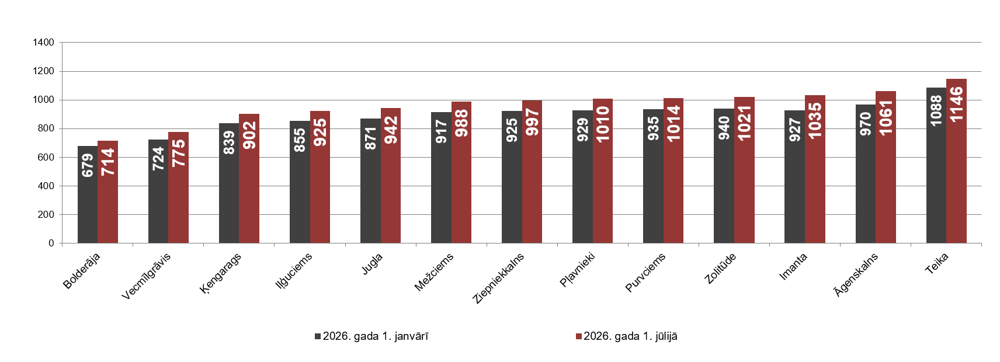 1400
1200
1000
800
600
400
200
0
679
714
724
775
839
902
855
925
871
942
917
988
925
997
929
1010
935
1014
940
1021
927
1035
970
1061
1088
1146
Bolderāja
Vecmīlgrāvis
Ķengarags
Iļģuciems
Jugla
Mežciems
Ziepniekkalns
Pļavnieki
Purvciems
Zolitūde
Imanta
Āgenskalns
Teika
2026. gada 1. janvārī
2026. gada 1. jūlijā